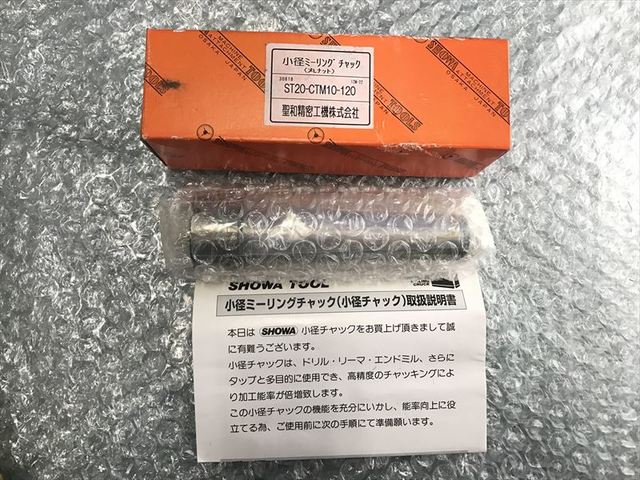 SHOWA TOOLS
MACHINE
ATTACHMENT
OSAKA JAPAN
小径ミーリングチャック
30618
ST20-CTM10-120
聖和精密工機株式会社
SHOWA TOOL
小径ミーリングチャック(小径チャック)取扱説明書
本日は SHOWA 小径チャックをお買上げ頂きまして誠
に有難うございます。
小径チャックは、ドリル・リーマ・エンドミル、さらに
タップと多目的に使用でき、高精度のチャッキングによ
り加工能率が倍増致します。
この小径チャックの機能を充分にいかし、能率向上に役
立てる為、ご使用前に次の手順にて準備願います。